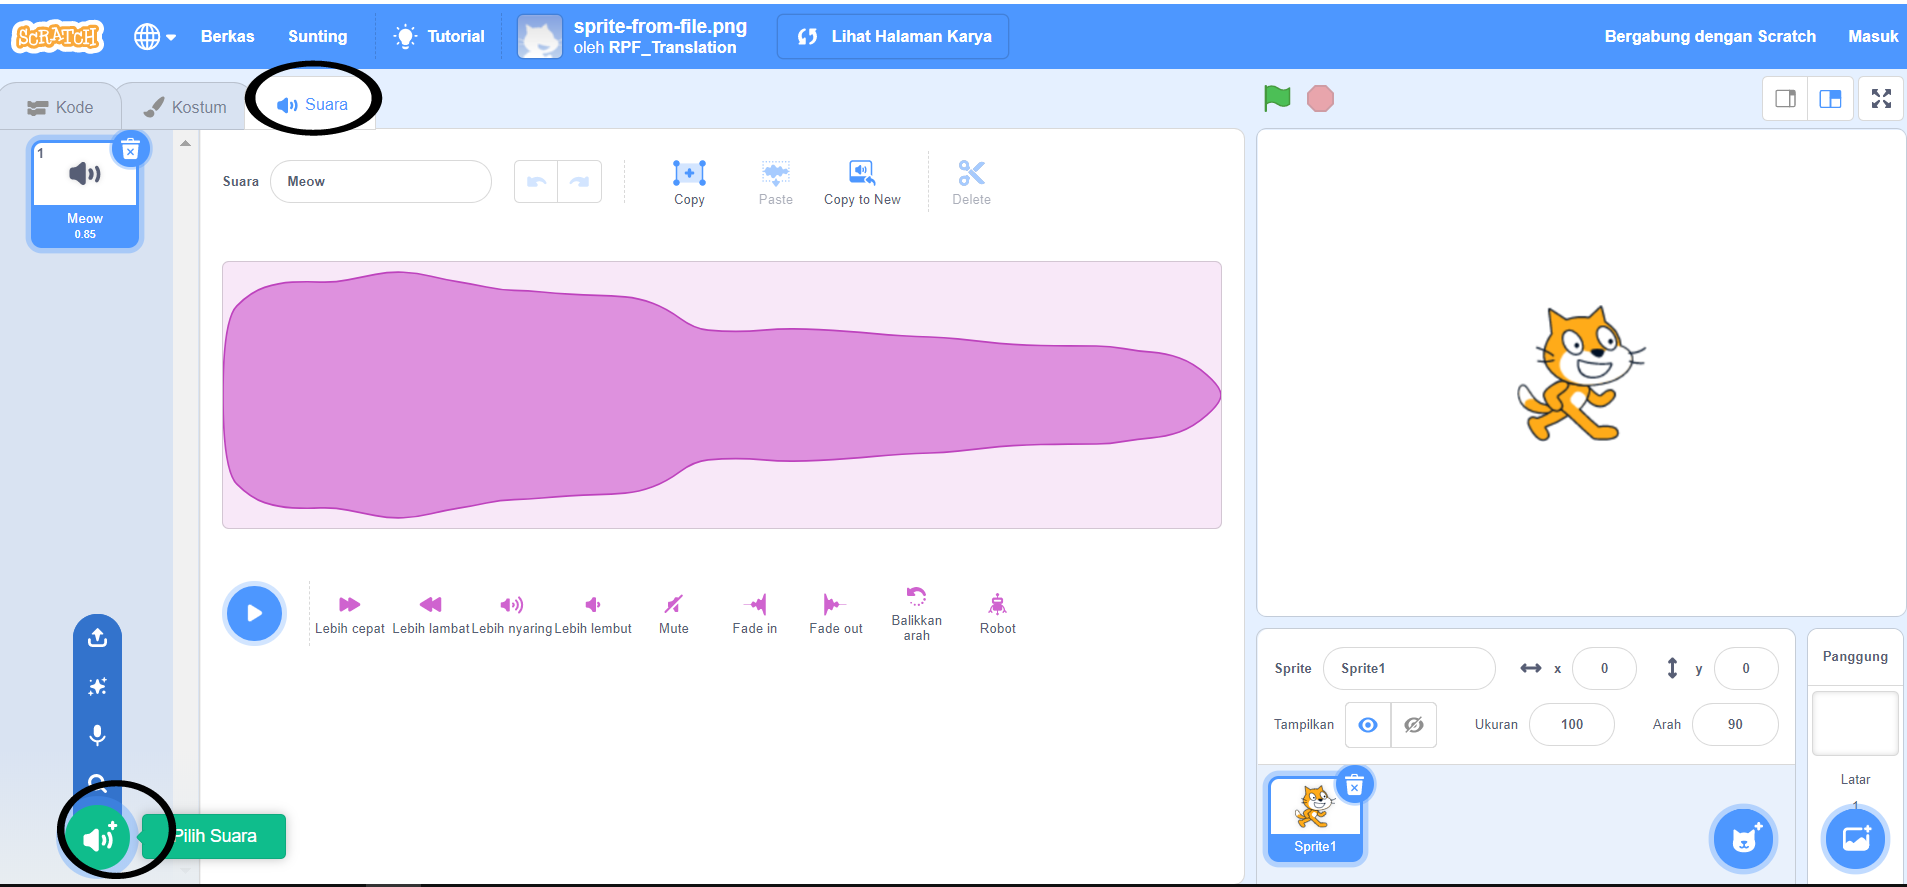 SCRATCH
Berkas
Sunting
Tutorial
sprite-from-file.png
oleh RPF_Translation
Lihat Halaman Karya
Bergabung dengan Scratch
Masuk
Kode
Kostum
Suara
1
Meow
0.85
Suara
Meow
Copy
Paste
Copy to New
Delete
Lebih cepat
Lebih lambat
Lebih nyaring
Lebih lembut
Mute
Fade in
Fade out
Balikkan
arah
Robot
Pilih Suara
Sprite
Sprite1
x
0
y
0
Tampilkan
Ukuran
100
Arah
90
Sprite1
Panggung
Latar
1